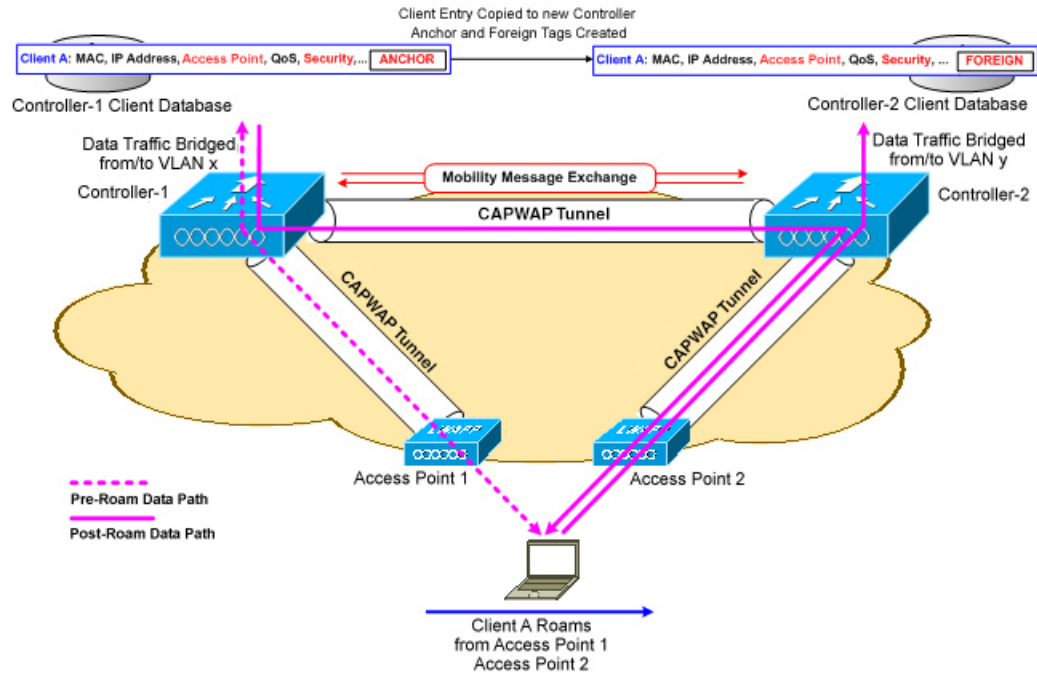 Client Entry Copied to new Controller
Anchor and Foreign Tags Created
Client A: MAC, IP Address, Access Point, QoS, Security,... ANCHOR
Client A: MAC, IP Address, Access Point, QoS, Security, ... FOREIGN
Controller-1 Client Database
Controller-2 Client Database
Data Traffic Bridged
from/to VLAN x
Data Traffic Bridged
from/to VLAN y
Controller-1
Mobility Message Exchange
Controller-2
CAPWAP Tunnel
CAPWAP Tunnel
CAPWAP Tunnel
LWAPP
LWAPP
Access Point 1
Access Point 2
Pre-Roam Data Path
Post-Roam Data Path
Client A Roams
from Access Point 1
Access Point 2